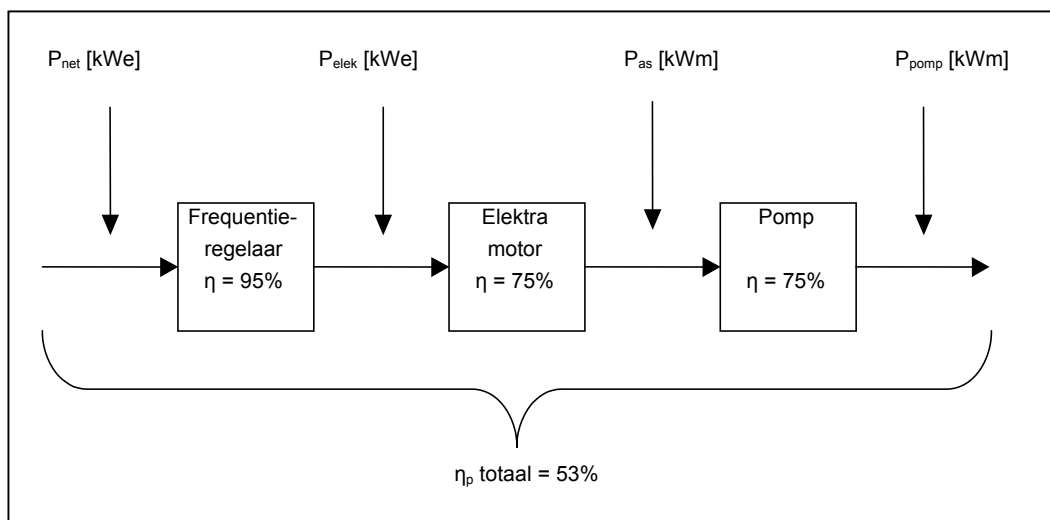 P_net [kWe]
P_elek [kWe]
P_as [kWm]
P_pomp [kWm]
Frequentie-
regelaar
η = 95%
Elektra
motor
η = 75%
Pomp
η = 75%
η_p totaal = 53%